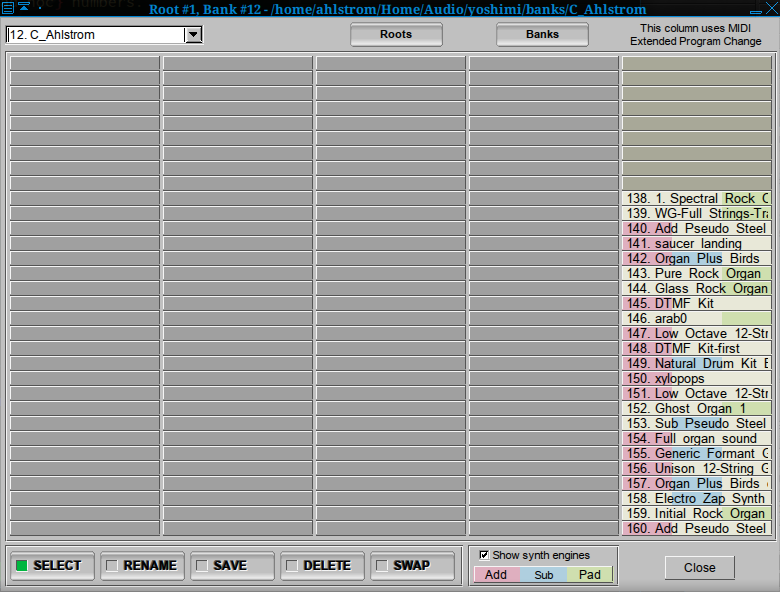 bej numbers.
Root #1, Bank #12 - /home/ahlstrom/Home/Audio/yoshimi/banks/C_Ahlstrom
12. C_Ahlstrom
Roots
Banks
This column uses MIDI
Extended Program Change
138. 1. Spectral Rock
139. WG-Full Strings-Tra
140. Add Pseudo Steel
141. saucer landing
142. Organ Plus Birds
143. Pure Rock Organ
144. Glass Rock Organ
145. DTMF Kit
146. arab0
147. Low Octave 12-Str
148. DTMF Kit-first
149. Natural Drum Kit
150. xylopops
151. Low Octave 12-Str
152. Ghost Organ 1
153. Sub Pseudo Steel
154. Full organ sound
155. Generic Formant
156. Unison 12-String
157. Organ Plus Birds
158. Electro Zap Synth
159. Initial Rock Organ
160. Add Pseudo Steel
SELECT
RENAME
SAVE
DELETE
SWAP
Show synth engines
Add
Sub
Pad
Close